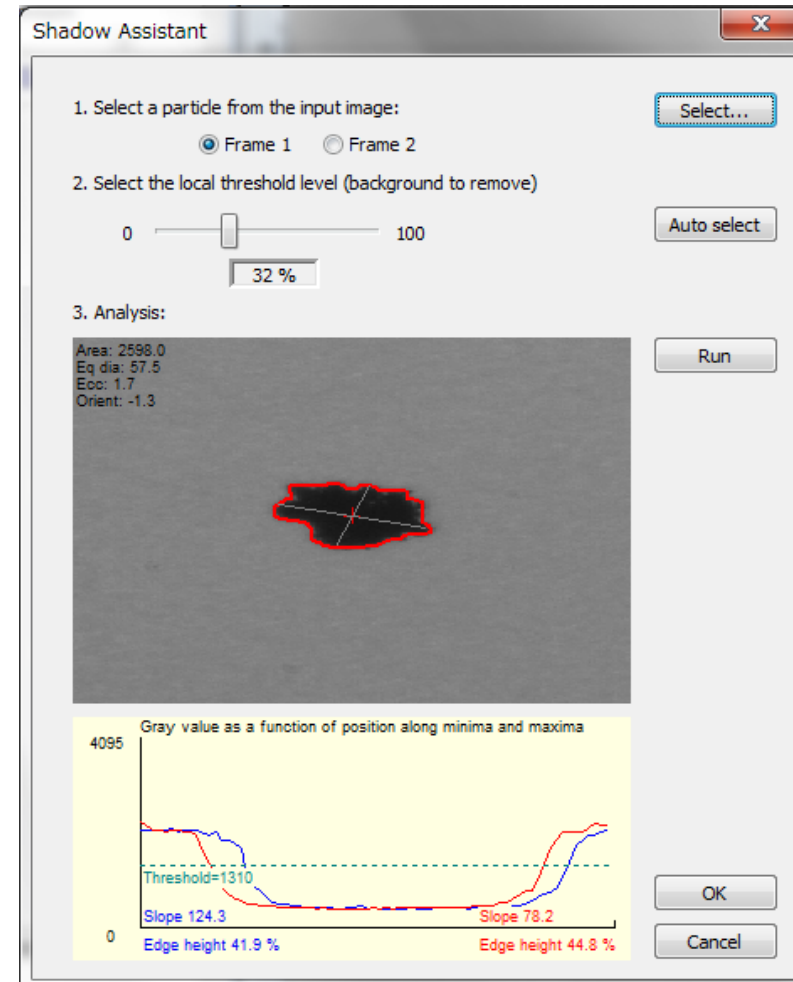 Shadow Assistant
1. Select a particle from the input image:
Select...
Frame 1 Frame 2
2. Select the local threshold level (background to remove)
0 100
Auto select
32 %
3. Analysis:
Run
Area: 2598.0
Eq dia: 57.5
Ecc: 1.7
Orient: -1.3
Gray value as a function of position along minima and maxima
4095
Threshold=1310
Slope 124.3 Slope 78.2
0
Edge height 41.9 % Edge height 44.8 %
OK
Cancel